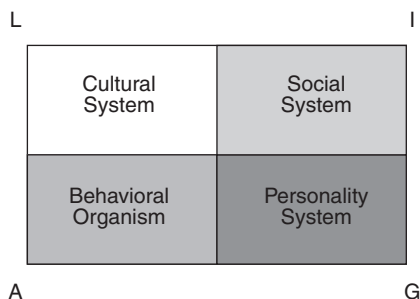 L I
Cultural System
Social System
Behavioral Organism
Personality System
A G